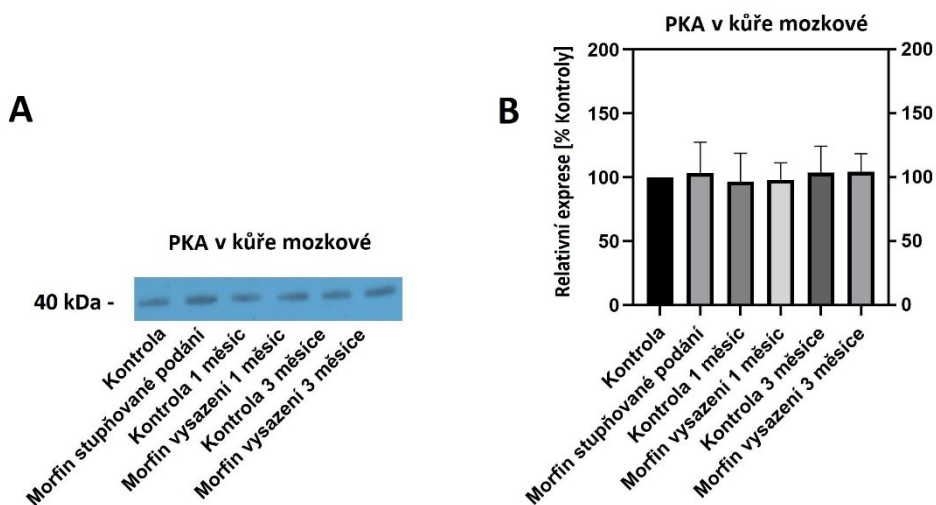 A
PKA v kůře mozkové
40 kDa -
Kontrola
Morfin stupňované podání
Kontrola 1 měsíc
Morfin vysazení 1 měsíc
Kontrola 3 měsíce
Morfin vysazení 3 měsíce
B
PKA v kůře mozkové
Relativní exprese [% Kontroly]
200
150
100
50
0
200
150
100
50
0
Kontrola
Morfin stupňované podání
Kontrola 1 měsíc
Morfin vysazení 1 měsíc
Kontrola 3 měsíce
Morfin vysazení 3 měsíce